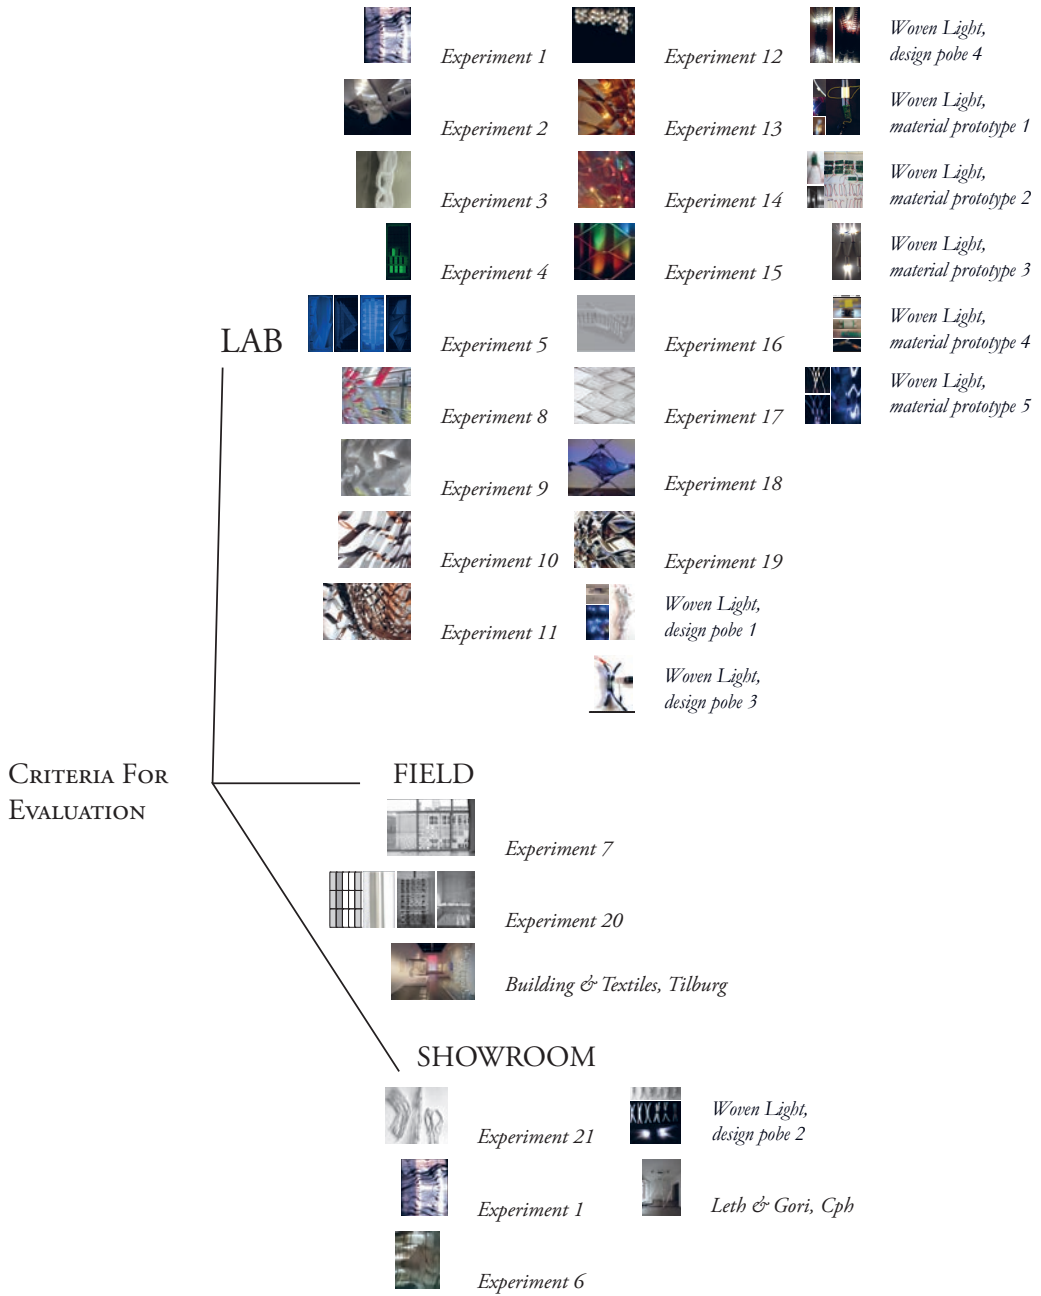 Experiment 1
Experiment 2
Experiment 3
Experiment 4
LAB
Experiment 5
Experiment 8
Experiment 9
Experiment 10
Experiment 11
Experiment 12
Experiment 13
Experiment 14
Experiment 15
Experiment 16
Experiment 17
Experiment 18
Experiment 19
Woven Light,
design pobe 1
Woven Light,
design pobe 3
Woven Light,
design pobe 4
Woven Light,
material prototype 1
Woven Light,
material prototype 2
Woven Light,
material prototype 3
Woven Light,
material prototype 4
Woven Light,
material prototype 5
Criteria For
Evaluation
FIELD
Experiment 7
Experiment 20
Building & Textiles, Tilburg
SHOWROOM
Experiment 21
Experiment 1
Experiment 6
Woven Light,
design pobe 2
Leth & Gori, Cph